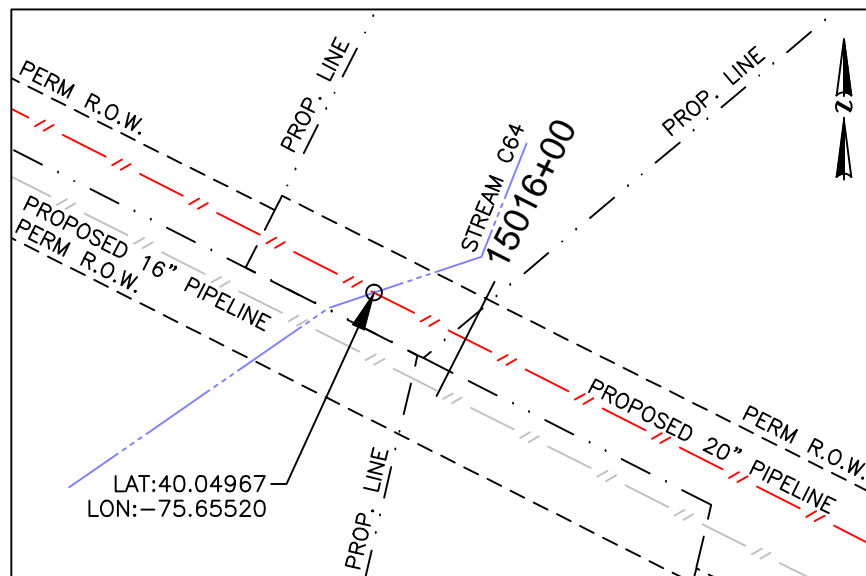 PERM R.O.W.
PROP. LINE
PROP. LINE
N
STREAM C64
15016+00
PROPOSED 16" PIPELINE
PERM R.O.W.
PROPOSED 20" PIPELINE
PERM R.O.W.
LAT:40.04967
LON:-75.65520
PROP. LINE